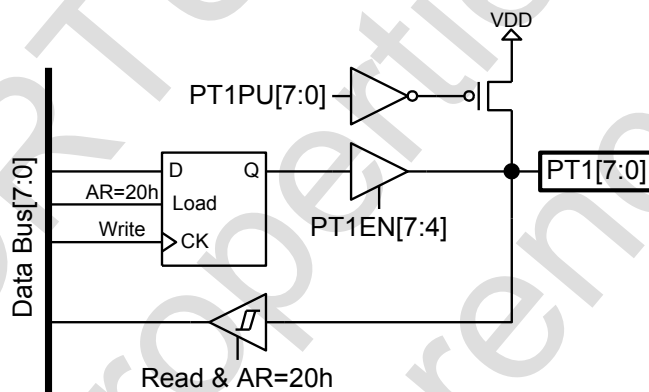 VDD
PT1PU[7:0]
Data Bus[7:0]
D
Q
PT1[7:0]
AR=20h
Load
Write
CK
PT1EN[7:4]
Read & AR=20h